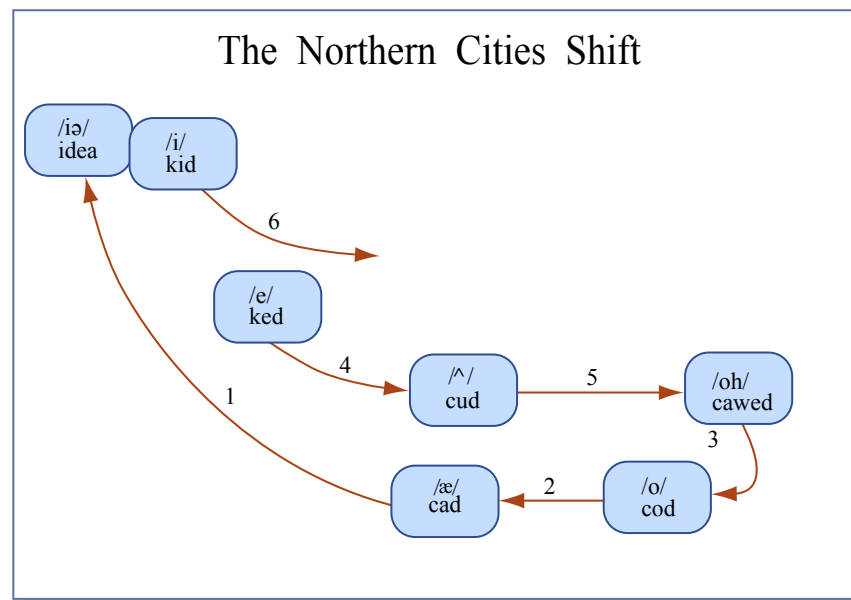 The Northern Cities Shift
/iə/
idea
/i/
kid
6
/e/
ked
4
/^/
cud
5
/oh/
cawed
3
1
/æ/
cad
2
/o/
cod